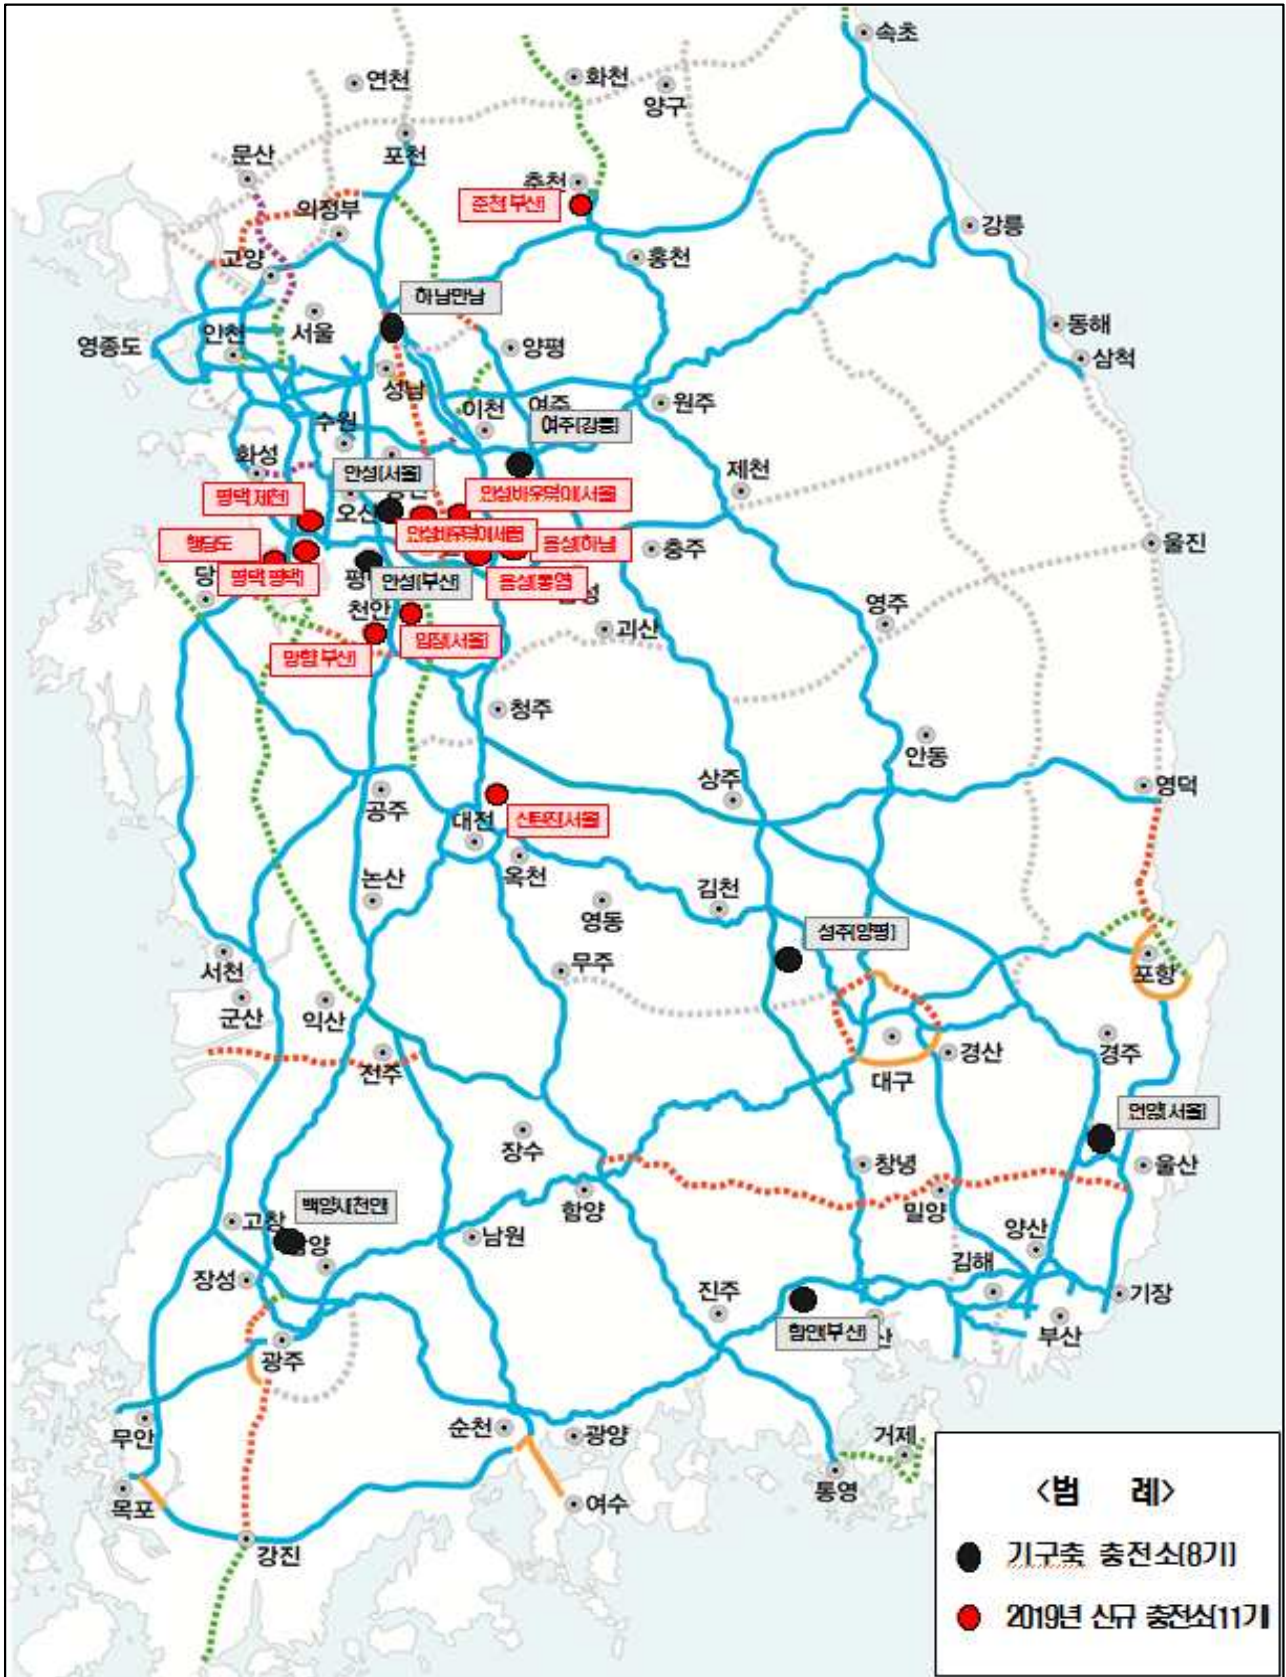 속초
연천
화천
양구
문산
포천
춘천
춘천[부산]
의정부
강릉
고양
홍천
하남만남
서울
영종도
인천
양평
동해
삼척
성남
이천
여주
여주[강릉]
원주
수원
화성
안성[서울]
제천
평택[제천]
안성바우덕이[서울]
오산
안성바우덕이[서울]
행담도
음성[하남]
충주
울진
평택[평택]
안성[부산]
음성[통영]
천안
영주
괴산
망향[부산]
입장[서울]
청주
안동
상주
영덕
공주
대전
신탄진[서울]
옥천
논산
김천
영동
성주[양평]
서천
무주
포항
군산
익산
전주
경산
경주
대구
언양[서울]
장수
창녕
울산
함양
밀양
백양사[천안]
고창
남원
양산
김해
장성
진주
기장
함안[부산]
산
부산
광주
무안
순천
광양
거제
목포
통영
여수
강진
<범 례>
기구축 충전소[8기]
2019년 신규 충전소[11기]